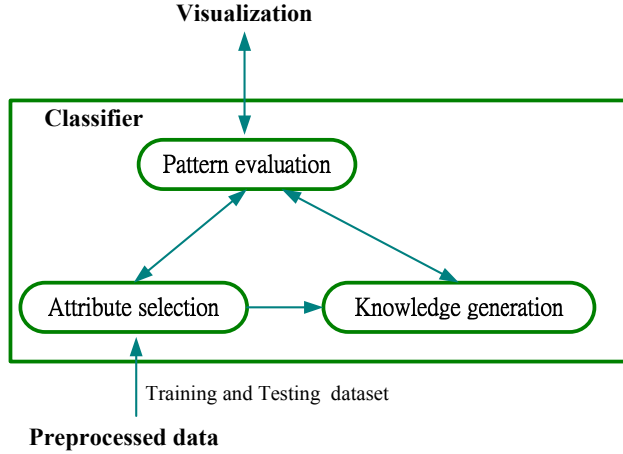 Visualization
Classifier
Pattern evaluation
Attribute selection
Knowledge generation
Training and Testing dataset
Preprocessed data